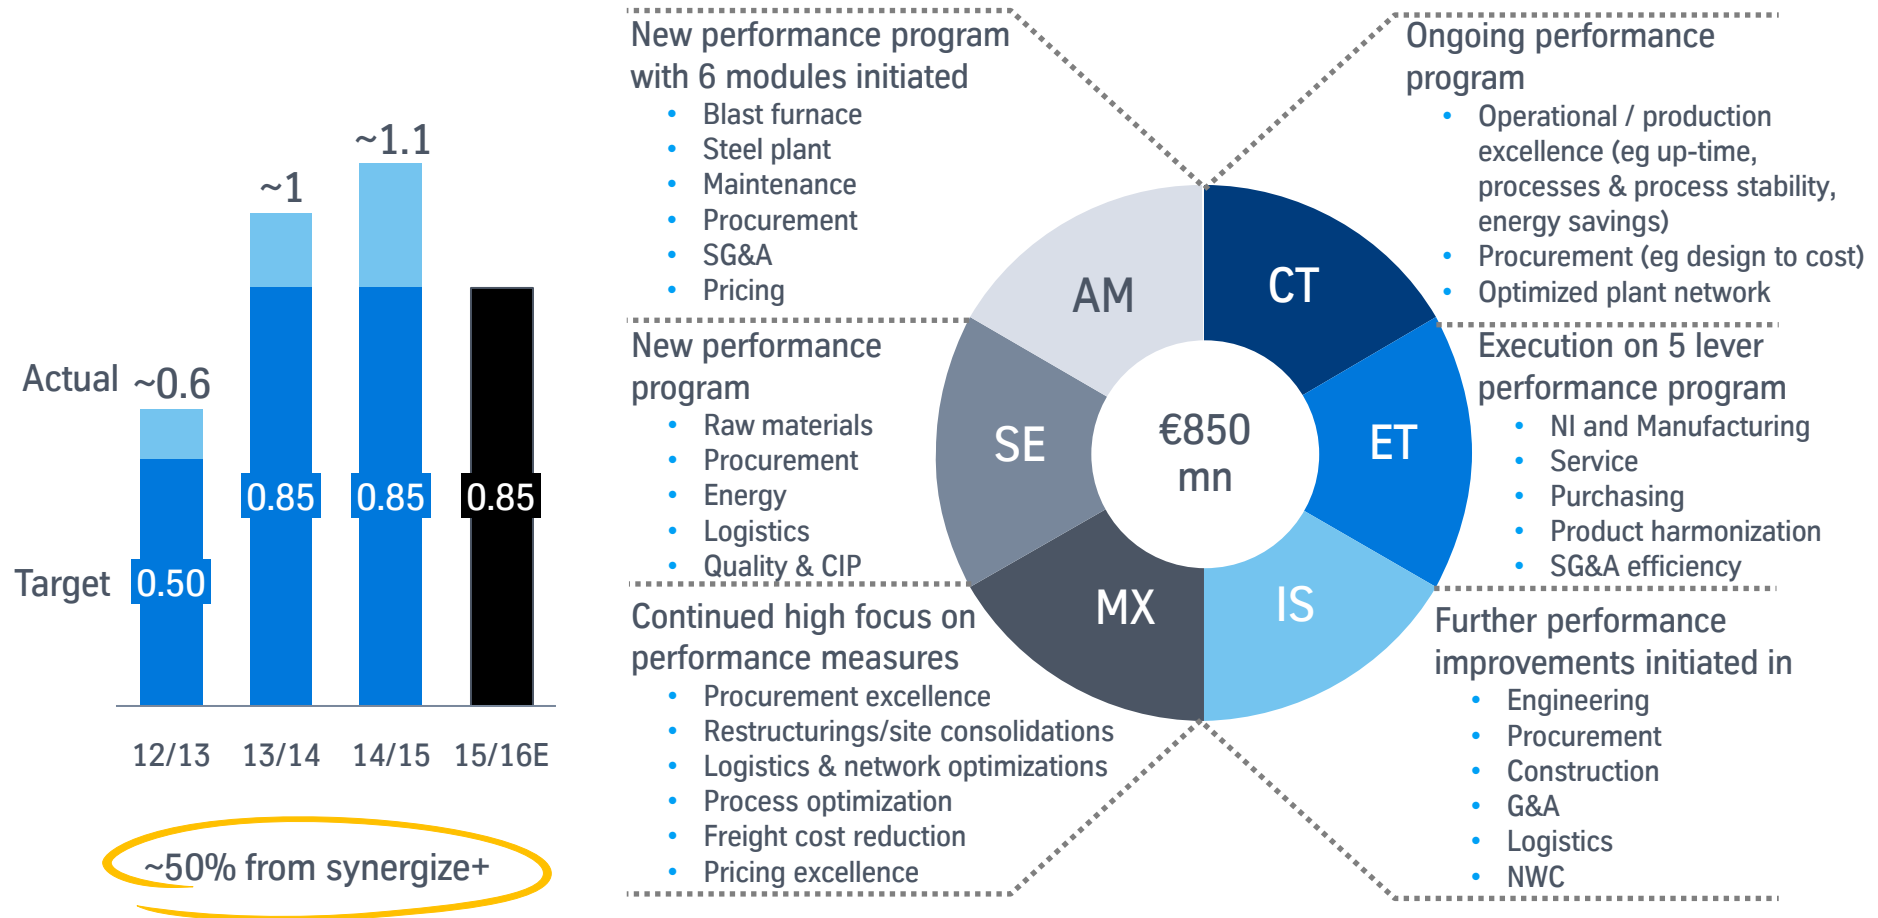 Actual
Target
~0.6
~1
~1.1
0.50
0.85
0.85
0.85
12/13
13/14
14/15
15/16E
~50% from synergize+
New performance program
with 6 modules initiated
• Blast furnace
• Steel plant
• Maintenance
• Procurement
• SG&A
• Pricing
New performance
program
• Raw materials
• Procurement
• Energy
• Logistics
• Quality & CIP
Continued high focus on
performance measures
• Procurement excellence
• Restructurings/site consolidations
• Logistics & network optimizations
• Process optimization
• Freight cost reduction
• Pricing excellence
AM
CT
SE
ET
MX
IS
€850
mn
Ongoing performance
program
• Operational / production
excellence (eg up-time,
processes & process stability,
energy savings)
• Procurement (eg design to cost)
• Optimized plant network
Execution on 5 lever
performance program
• NI and Manufacturing
• Service
• Purchasing
• Product harmonization
• SG&A efficiency
Further performance
improvements initiated in
• Engineering
• Procurement
• Construction
• G&A
• Logistics
• NWC